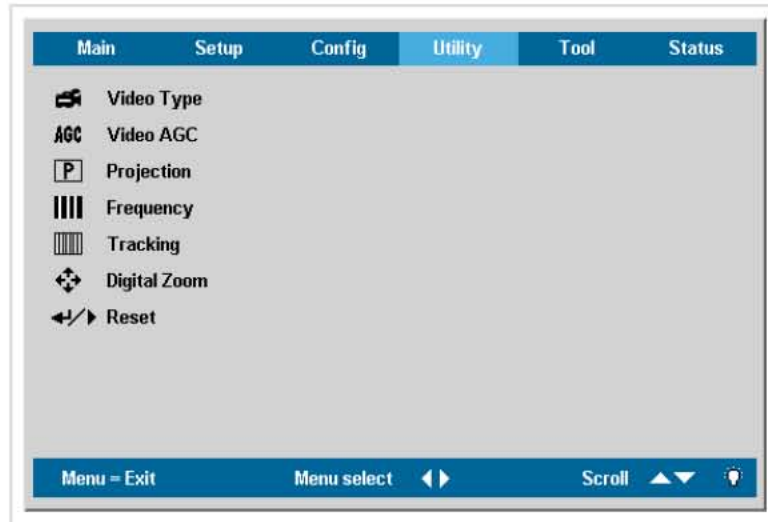 Main Setup Config Utility Tool Status
Video Type
AGC Video AGC
P Projection
Frequency
Tracking
Digital Zoom
Reset
Menu = Exit Menu select Scroll